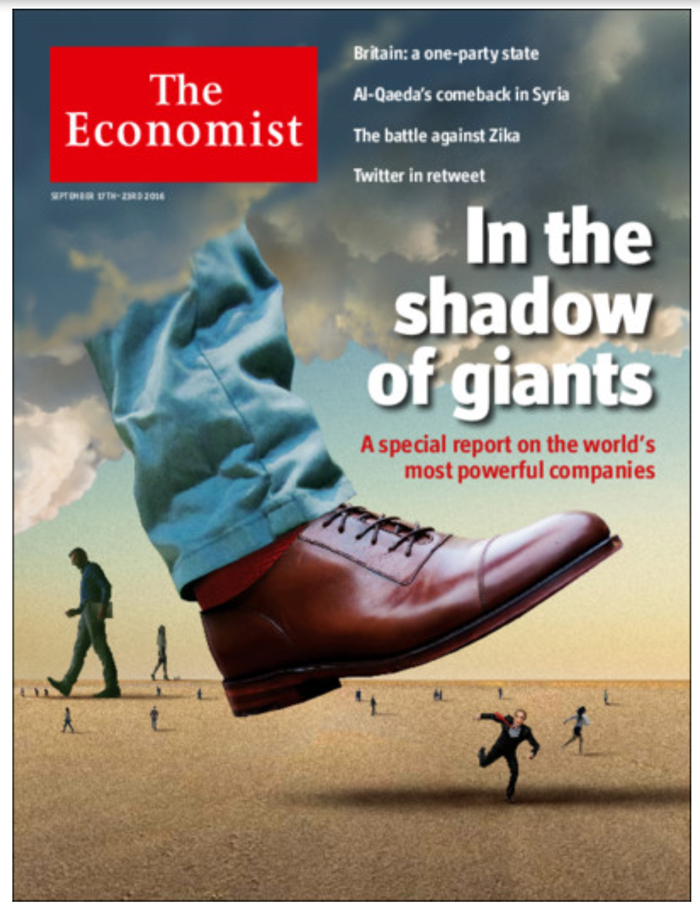 The
Economist
SEPTEMBER 17TH–23RD 2016
Britain: a one-party state
Al-Qaeda's comeback in Syria
The battle against Zika
Twitter in retweet
In the
shadow
of giants
A special report on the world's
most powerful companies